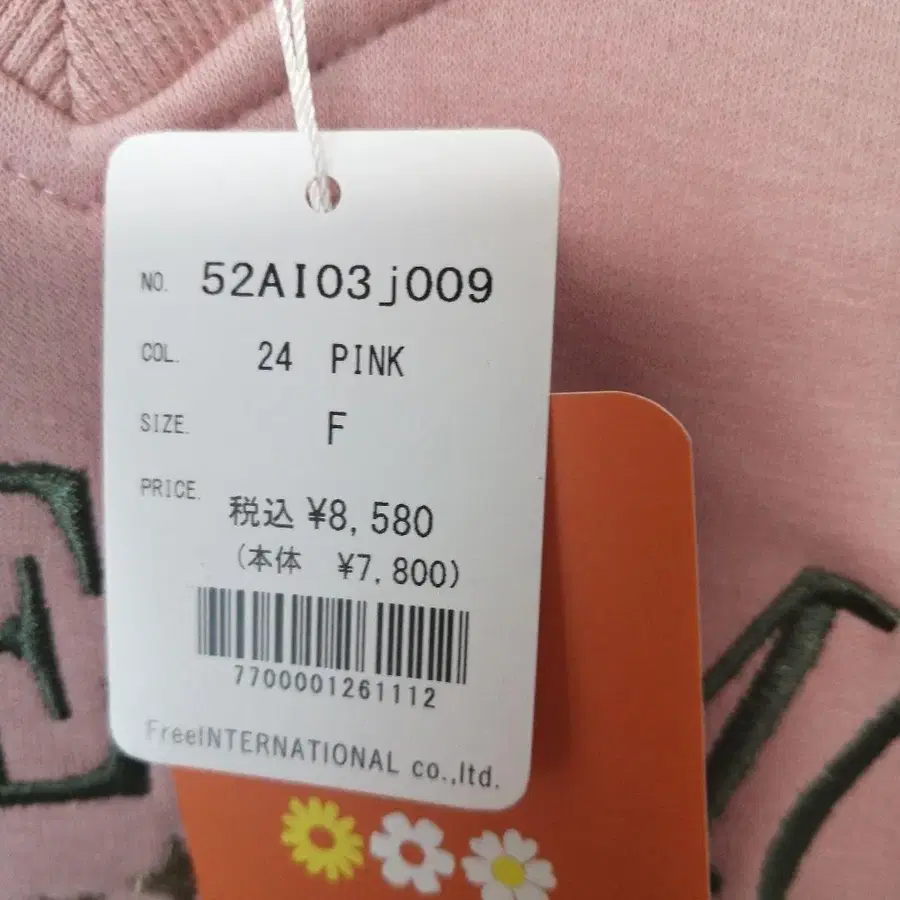 NO. 52AI03j009
COL. 24 PINK
SIZE. F
PRICE. 税込 ¥8,580
(本体 ¥7,800)
7700001261112
FreeINTERNATIONAL co.,ltd.